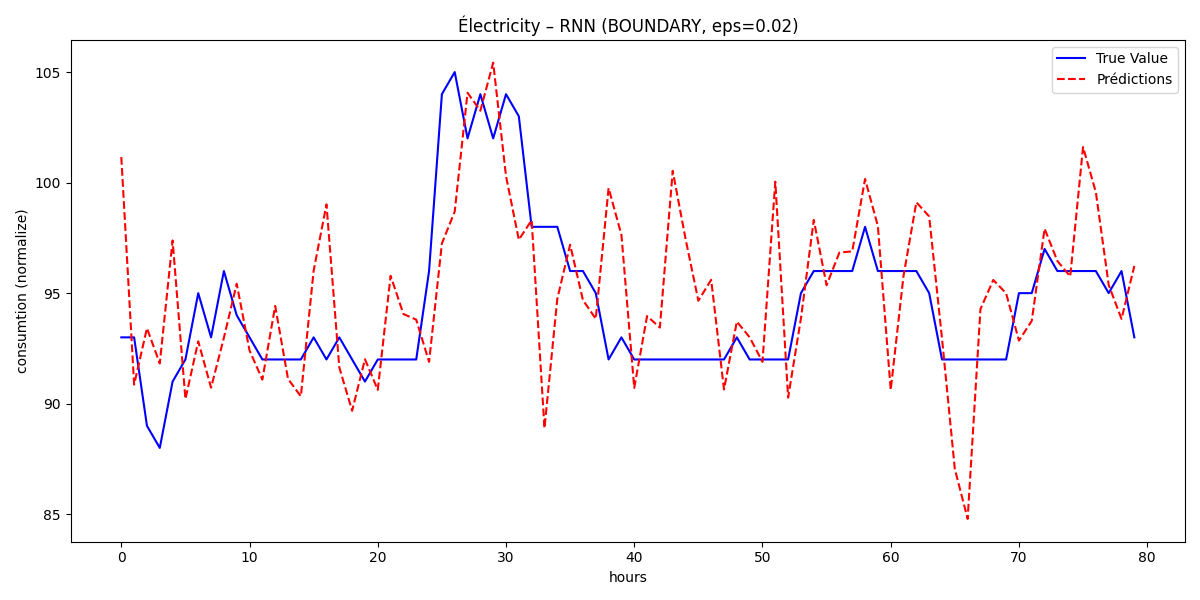 Électricity – RNN (BOUNDARY, eps=0.02)
True Value
Prédictions
consumtion (normalize)
105
100
95
90
85
0 10 20 30 40 50 60 70 80
hours